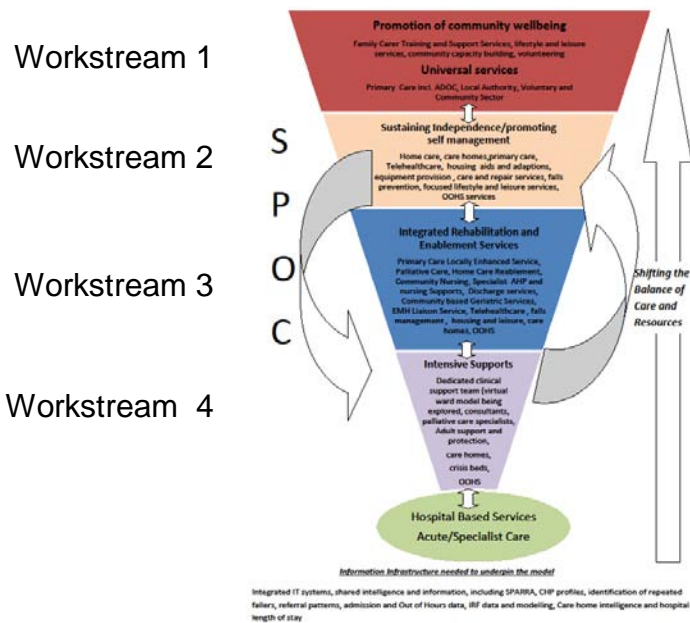 Workstream 1
Workstream 2
Workstream 3
Workstream 4
S
P
O
C
Promotion of community wellbeing
Family Carer Training and Support Services, lifestyle and leisure
services, community capacity building, volunteering
Universal services
Primary Care incl. ADOC, Local Authority, Voluntary and
Community Sector
Sustaining Independence/promoting
self management
Home care, care homes,primary care,
Telehealthcare, housing aids and adaptions,
equipment provision , care and repair services, falls
prevention, focused lifestyle and leisure services,
OOHS services
Integrated Rehabilitation and
Enablement Services
Primary Care Locally Enhanced Service,
Palliative Care, Home Care Reablement,
Community Nursing, Specialist AHP and
nursing Supports, Discharge services,
Community based Geriatric Services,
EMH Liaison Service, Telehealthcare , falls
management , housing and leisure, care
homes, OOHS
Intensive Supports
Dedicated clinical
support team (virtual
ward model being
explored, consultants,
palliative care specialists,
Adult support and
protection,
care homes,
crisis beds,
OOHS
Hospital Based Services
Acute/Specialist Care
Shifting the
Balance of
Care and
Resources
Information Infrastructure needed to underpin the model
Integrated IT systems, shared intelligence and information, including SPARRA, CHP profiles, identification of repeated
fallers, referral patterns, admission and Out of Hours data, IRF data and modelling, Care home intelligence and hospital
length of stay